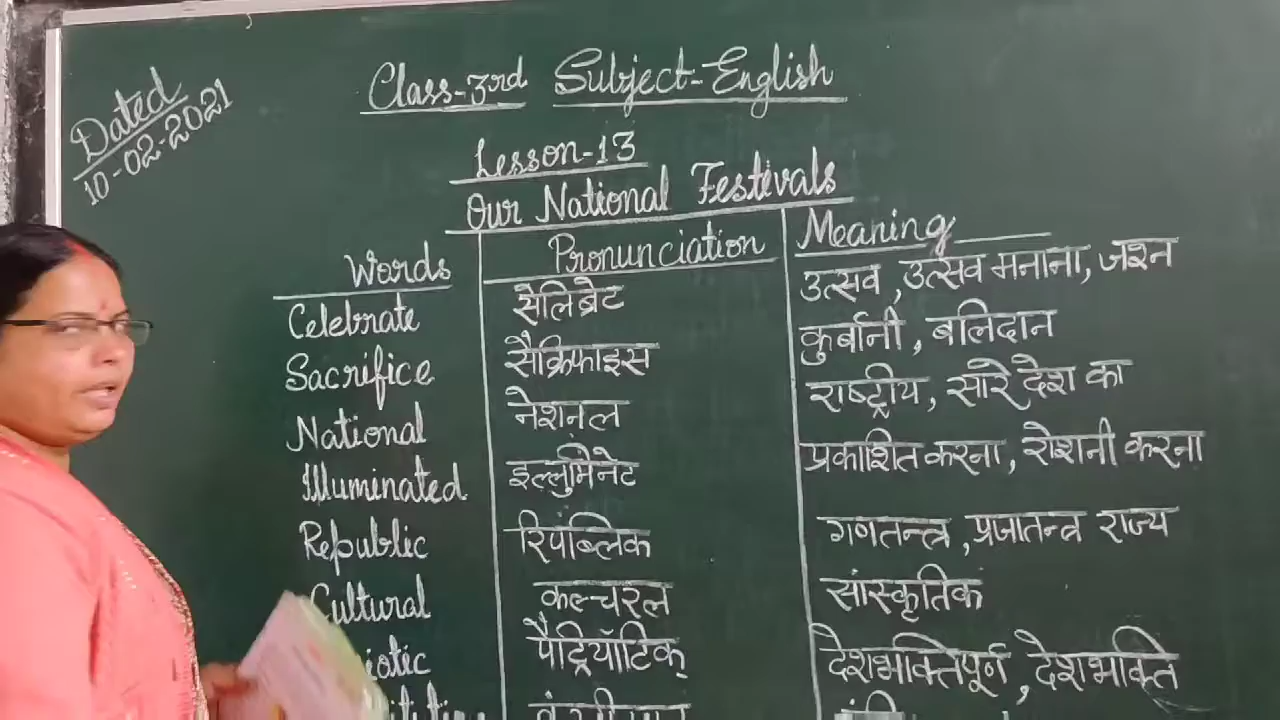 Dated
10-02-2021
Class-3rd Subject-English
Lesson-13
Our National Festivals
Words Pronunciation Meaning
Celebrate सेलिब्रेट उत्सव, उत्सव मनाना, जश्न
Sacrifice सैक्रिफाइस कुर्बानी, बलिदान
National नेशनल राष्ट्रीय, सारे देश का
Illuminated इल्लुमिनेट प्रकाशित करना, रोशनी करना
Republic रिपब्लिक गणतन्त्र, प्रजातन्त्र राज्य
Cultural कल्चरल सांस्कृतिक
iotic पैट्रियॉटिक् देशभक्तिपूर्ण, देशभक्ति